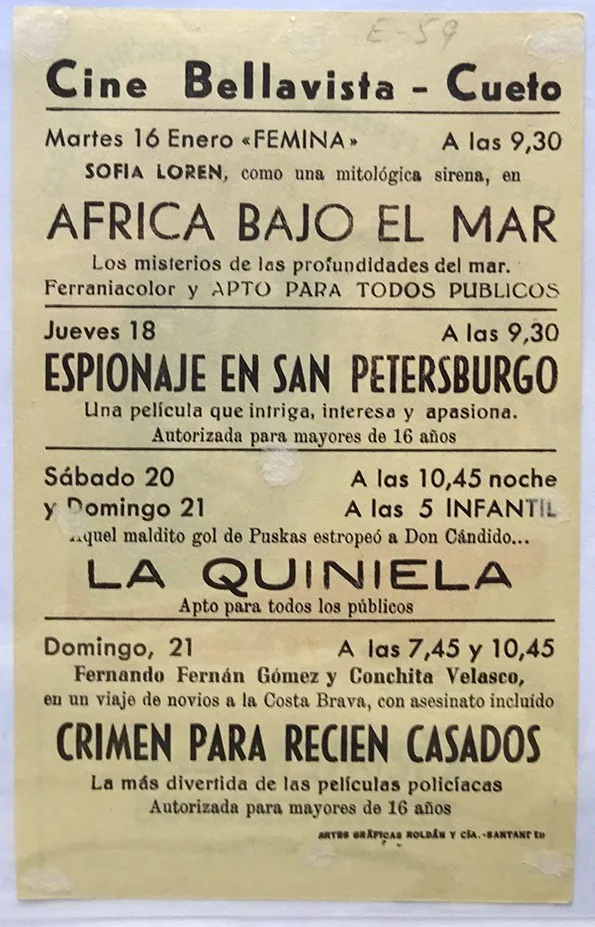 E-59
Cine Bellavista - Cueto
Martes 16 Enero «FEMINA» A las 9,30
SOFIA LOREN, como una mitológica sirena, en
AFRICA BAJO EL MAR
Los misterios de las profundidades del mar.
Ferraniacolor y APTO PARA TODOS PUBLICOS
Jueves 18 A las 9,30
ESPIONAJE EN SAN PETERSBURGO
Una película que intriga, interesa y apasiona.
Autorizada para mayores de 16 años
Sábado 20 A las 10,45 noche
y Domingo 21 A las 5 INFANTIL
...quel maldito gol de Puskas estropeó a Don Cándido...
LA QUINIELA
Apto para todos los públicos
Domingo, 21 A las 7,45 y 10,45
Fernando Fernán Gómez y Conchita Velasco,
en un viaje de novios a la Costa Brava, con asesinato incluído
CRIMEN PARA RECIEN CASADOS
La más divertida de las películas policíacas
Autorizada para mayores de 16 años
ARTES GRÁFICAS ROLDÁN Y CÍA.-SANTANDER